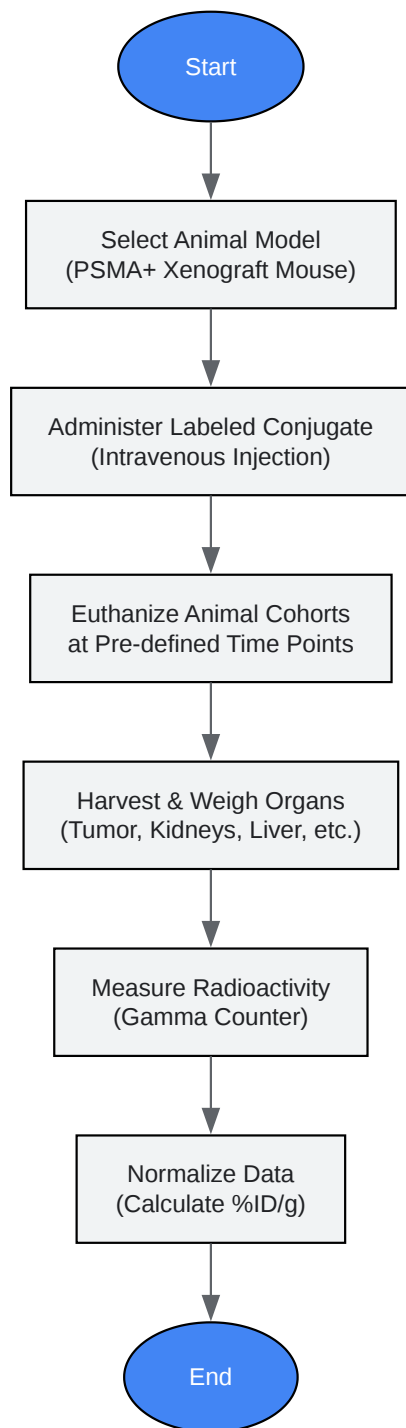 Start
Select Animal Model
(PSMA+ Xenograft Mouse)
Administer Labeled Conjugate
(Intravenous Injection)
Euthanize Animal Cohorts
at Pre-defined Time Points
Harvest & Weigh Organs
(Tumor, Kidneys, Liver, etc.)
Measure Radioactivity
(Gamma Counter)
Normalize Data
(Calculate %ID/g)
End